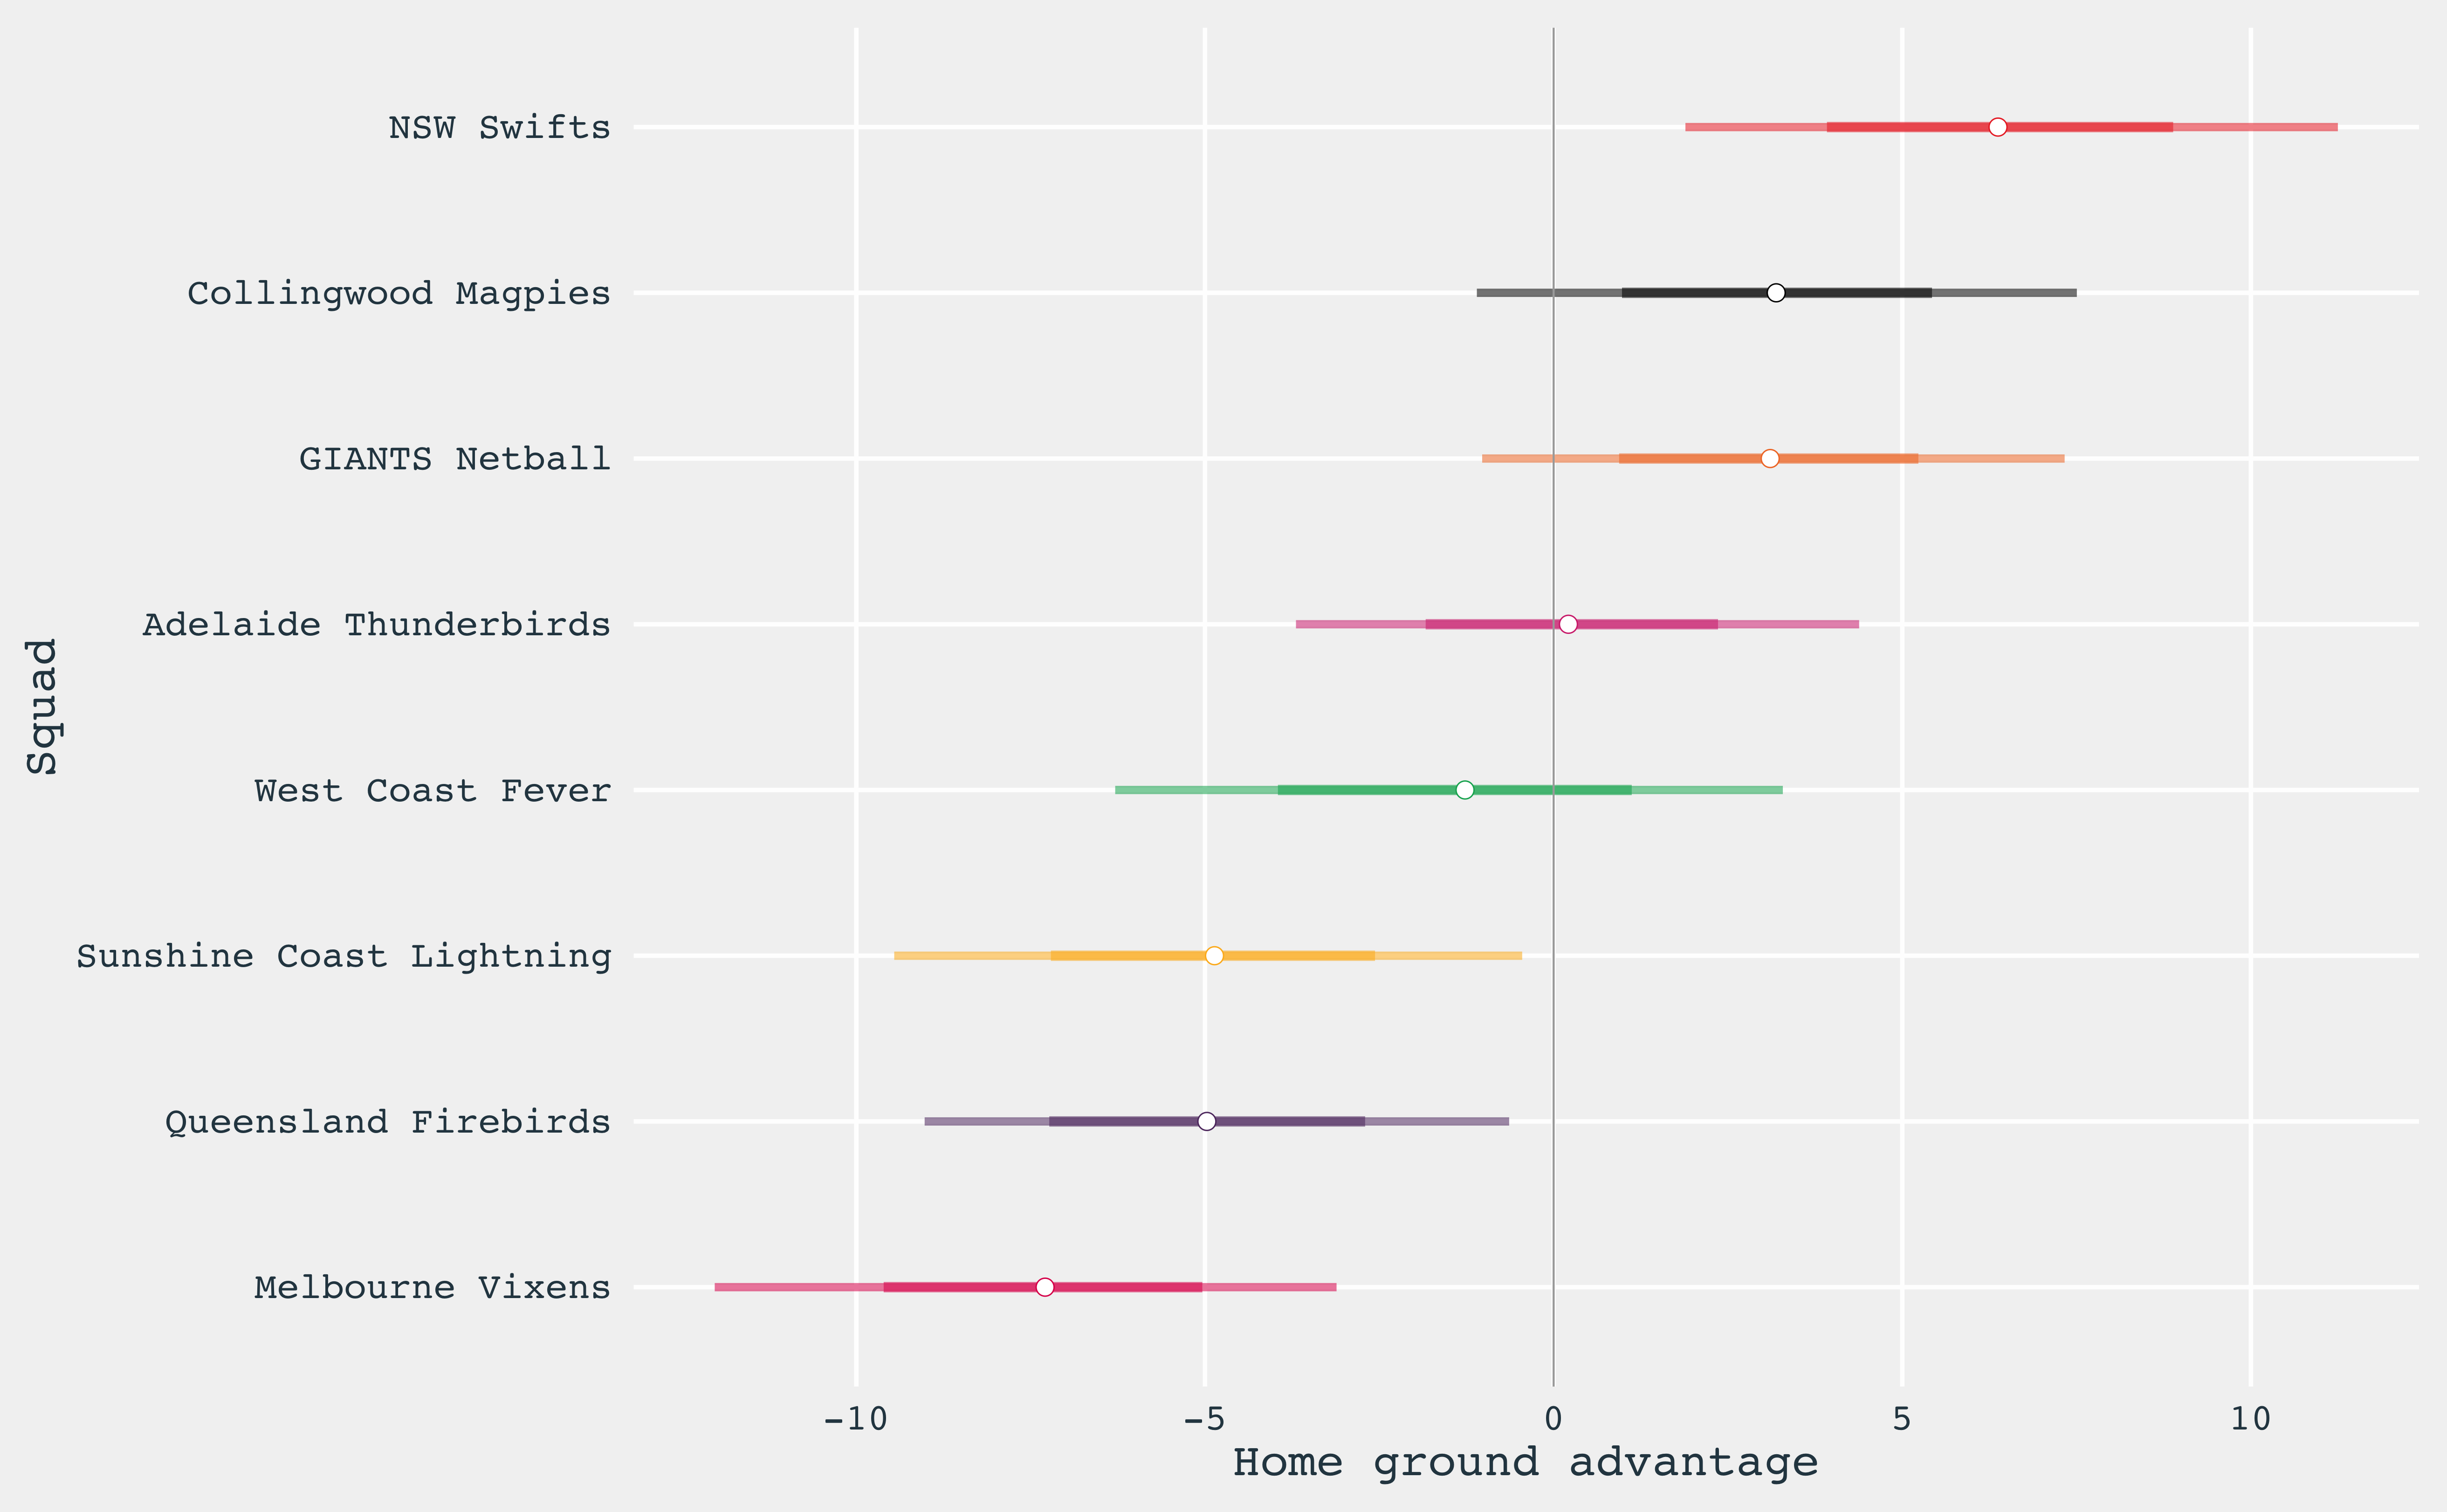 NSW Swifts
Collingwood Magpies
GIANTS Netball
Adelaide Thunderbirds
West Coast Fever
Sunshine Coast Lightning
Queensland Firebirds
Melbourne Vixens
Squad
-10 -5 0 5 10
Home ground advantage